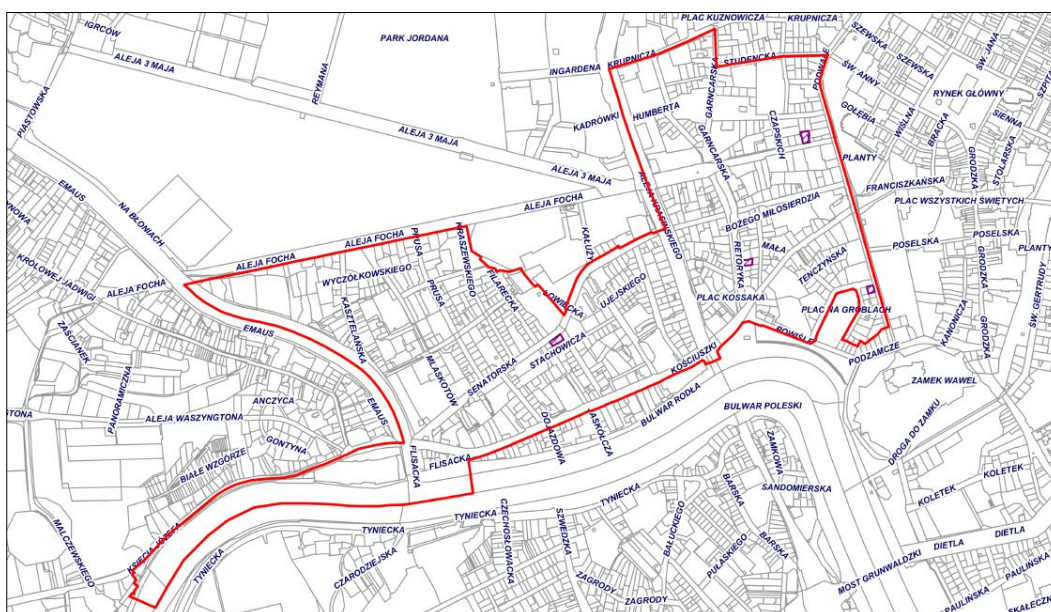 IGRCÓW
PLAC KUZNOWICZA
KRUPNICZA
SZEWSKA
ŚW. JANA
PARK JORDANA
ALEJA 3 MAJA
REYMANA
INGARDENA
KRUPNICZA
STUDENCKA
PODWALE
ŚW. ANNY
SZEWSKA
RYNEK GŁÓWNY
PIASTOWSKA
GARNCARSKA
GOŁĘBIA
WIŚLNA
BRACKA
SIENNA
STOLARSKA
KADRÓWKI
HUMBERTA
CZAPSKICH
ALEJA 3 MAJA
ALEJA 3 MAJA
GARNCARSKA
PLANTY
GRODZKA
EMAUS
FRANCISZKAŃSKA
PLAC WSZYSTKICH ŚWIĘTYCH
NA BŁONIACH
ALEJA FOCHA
ALEJA KRASIŃSKIEGO
BOŻEGO MIŁOSIERDZIA
KAŁUŻY
ALEJA FOCHA
PRUSA
KRASZEWSKIEGO
RETORYKA
MAŁA
POSELSKA
POSELSKA
PLANTY
KRÓLOWEJ JADWIGI
ALEJA FOCHA
ALEJA FOCHA
WYCZÓŁKOWSKIEGO
FILARECKA
TENCZYŃSKA
GRODZKA
ŚW. GERTRUDY
PRUSA
ŁOWIECKA
UJEJSKIEGO
PLAC KOSSAKA
PLAC NA GROBLACH
KANONICZA
ZAŚCIANEK
EMAUS
KASZTELAŃSKA
POWIŚLE
GRODZKA
PANORAMICZNA
MLASKOTÓW
SENATORSKA
STACHOWICZA
KOŚCIUSZKI
PODZAMCZE
ZAMEK WAWEL
ALEJA WASZYNGTONA
ANCZYCA
EMAUS
BULWAR RODŁA
BULWAR POLESKI
DROGA DO ZAMKU
GONTYNA
DOJAZDOWA
JASKÓŁCZA
BIAŁE WZGÓRZE
FLISACKA
FLISACKA
ZAMKOWA
SANDOMIERSKA
KOLETEK
KOLETEK
BARSKA
TYNIECKA
TYNIECKA
CZECHOSŁOWACKA
SZWEDZKA
BAŁUCKIEGO
PUŁASKIEGO
BARSKA
DIETLA
DIETLA
KSIĘCIA JÓZEFA
MALCZEWSKIEGO
TYNIECKA
CZARODZIEJSKA
ZAGRODY
ZAGRODY
MOST GRUNWALDZKI
PAULIŃSKA